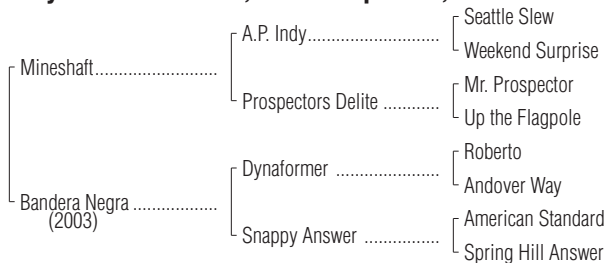 Seattle Slew
A.P. Indy......................
Weekend Surprise
Mineshaft..........................
Mr. Prospector
Prospectors Delite ............
Up the Flagpole
Roberto
Dynaformer ................
Andover Way
Bandera Negra ..................
(2003)
American Standard
Snappy Answer ................
Spring Hill Answer